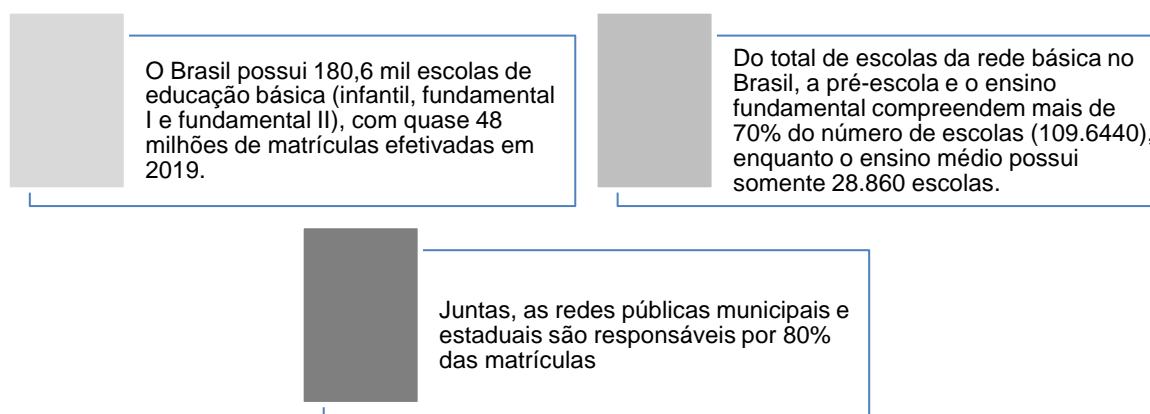 O Brasil possui 180,6 mil escolas de
educação básica (infantil, fundamental
I e fundamental II), com quase 48
milhões de matrículas efetivadas em
2019.
Do total de escolas da rede básica no
Brasil, a pré-escola e o ensino
fundamental compreendem mais de
70% do número de escolas (109.6440),
enquanto o ensino médio possui
somente 28.860 escolas.
Juntas, as redes públicas municipais e
estaduais são responsáveis por 80%
das matrículas